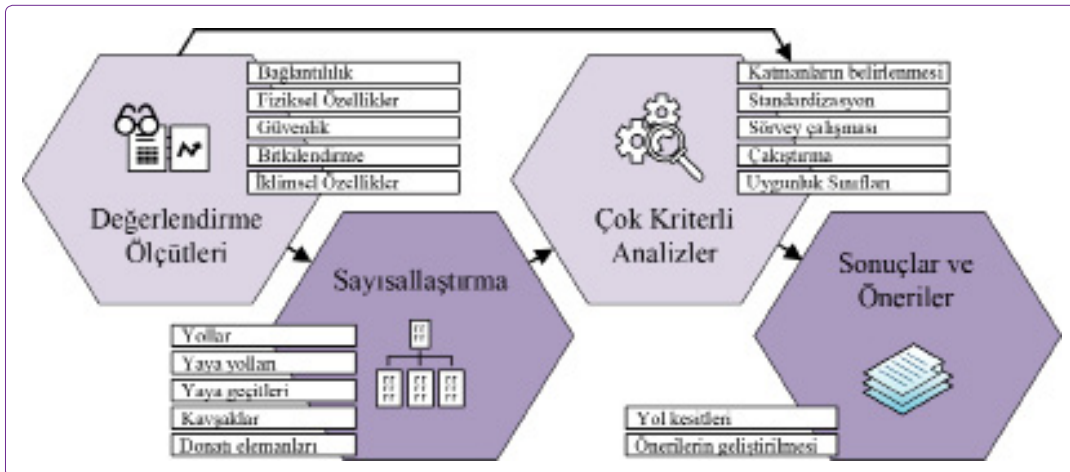 Bağlantılılık
Fiziksel Özellikler
Güvenlik
Bitkilendirme
İklimsel Özellikler
Değerlendirme
Ölçütleri
Sayısallaştırma
Yollar
Yaya yolları
Yaya geçitleri
Kavşaklar
Donatı elemanları
Katmanların belirlenmesi
Standardizasyon
Sörvey çalışması
Çakıştırma
Uygunluk Sınıfları
Çok Kriterli
Analizler
Sonuçlar ve
Öneriler
Yol kesitleri
Önerilerin geliştirilmesi